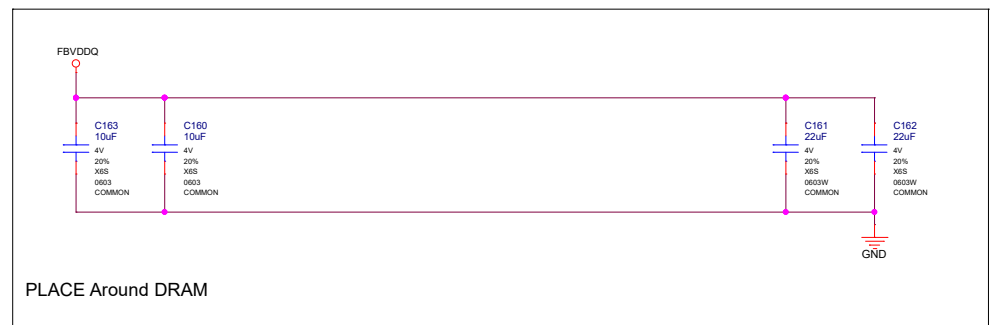 FBVDDQ
C163
10uF
4V
20%
X6S
0603
COMMON
C160
10uF
4V
20%
X6S
0603
COMMON
C161
22uF
4V
20%
X6S
0603W
COMMON
C162
22uF
4V
20%
X6S
0603W
COMMON
GND
PLACE Around DRAM